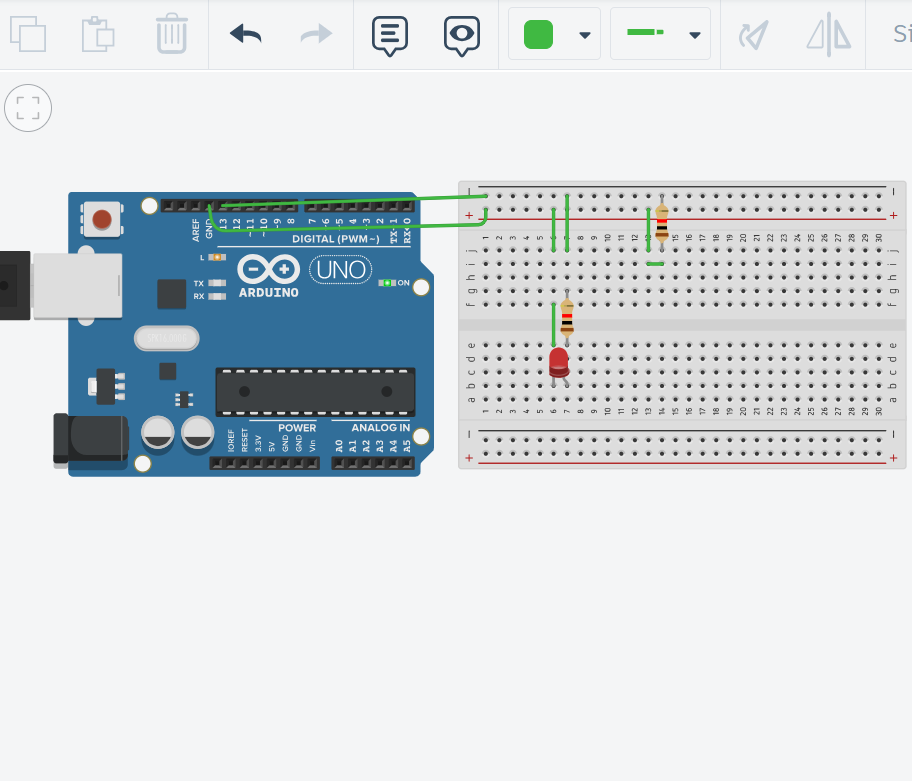 Si
AREF
GND
13
12
~11
~10
~9
8
7
~6
~5
4
~3
2
TX→1
RX←0
DIGITAL (PWM~)
L
TX
RX
ARDUINO
UNO
ON
POWER
ANALOG IN
IOREF
RESET
3.3V
5V
GND
GND
Vin
A0
A1
A2
A3
A4
A5
− −
+ +
1 2 3 4 5 6 7 8 9 10 11 12 13 14 15 16 17 18 19 20 21 22 23 24 25 26 27 28 29 30
j j
i i
h h
g g
f f
e e
d d
c c
b b
a a
1 2 3 4 5 6 7 8 9 10 11 12 13 14 15 16 17 18 19 20 21 22 23 24 25 26 27 28 29 30
− −
+ +